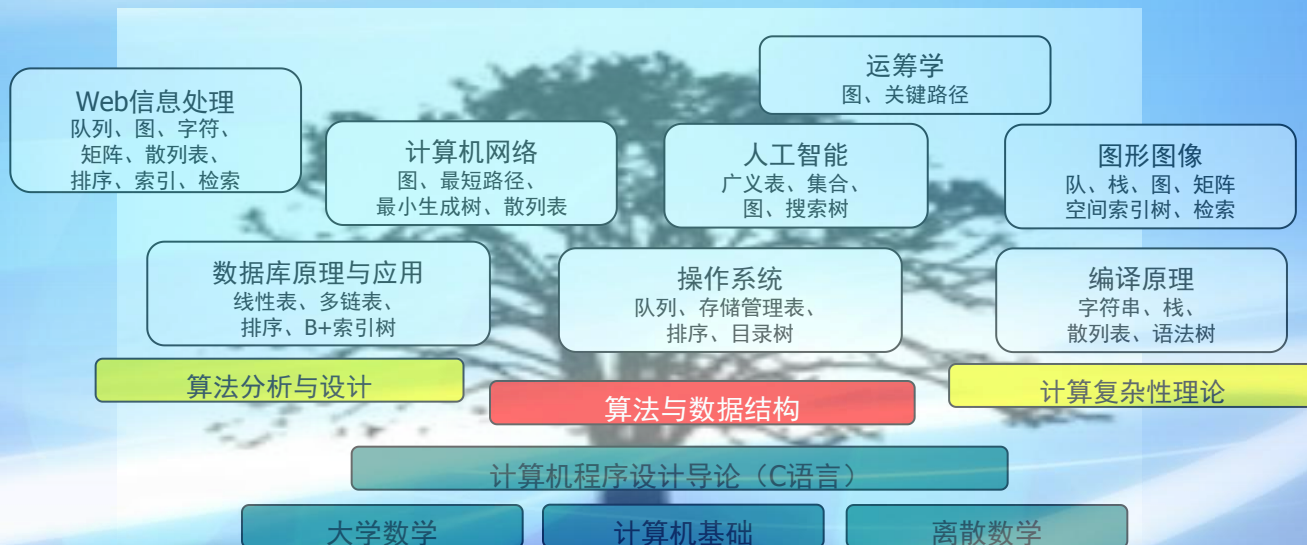 运筹学
图、关键路径
Web信息处理
队列、图、字符、
矩阵、散列表、
排序、索引、检索
计算机网络
图、最短路径、
最小生成树、散列表
人工智能
广义表、集合、
图、搜索树
图形图像
队、栈、图、矩阵
空间索引树、检索
数据库原理与应用
线性表、多链表、
排序、B+索引树
操作系统
队列、存储管理表、
排序、目录树
编译原理
字符串、栈、
散列表、语法树
算法分析与设计
算法与数据结构
计算复杂性理论
计算机程序设计导论（C语言）
大学数学
计算机基础
离散数学